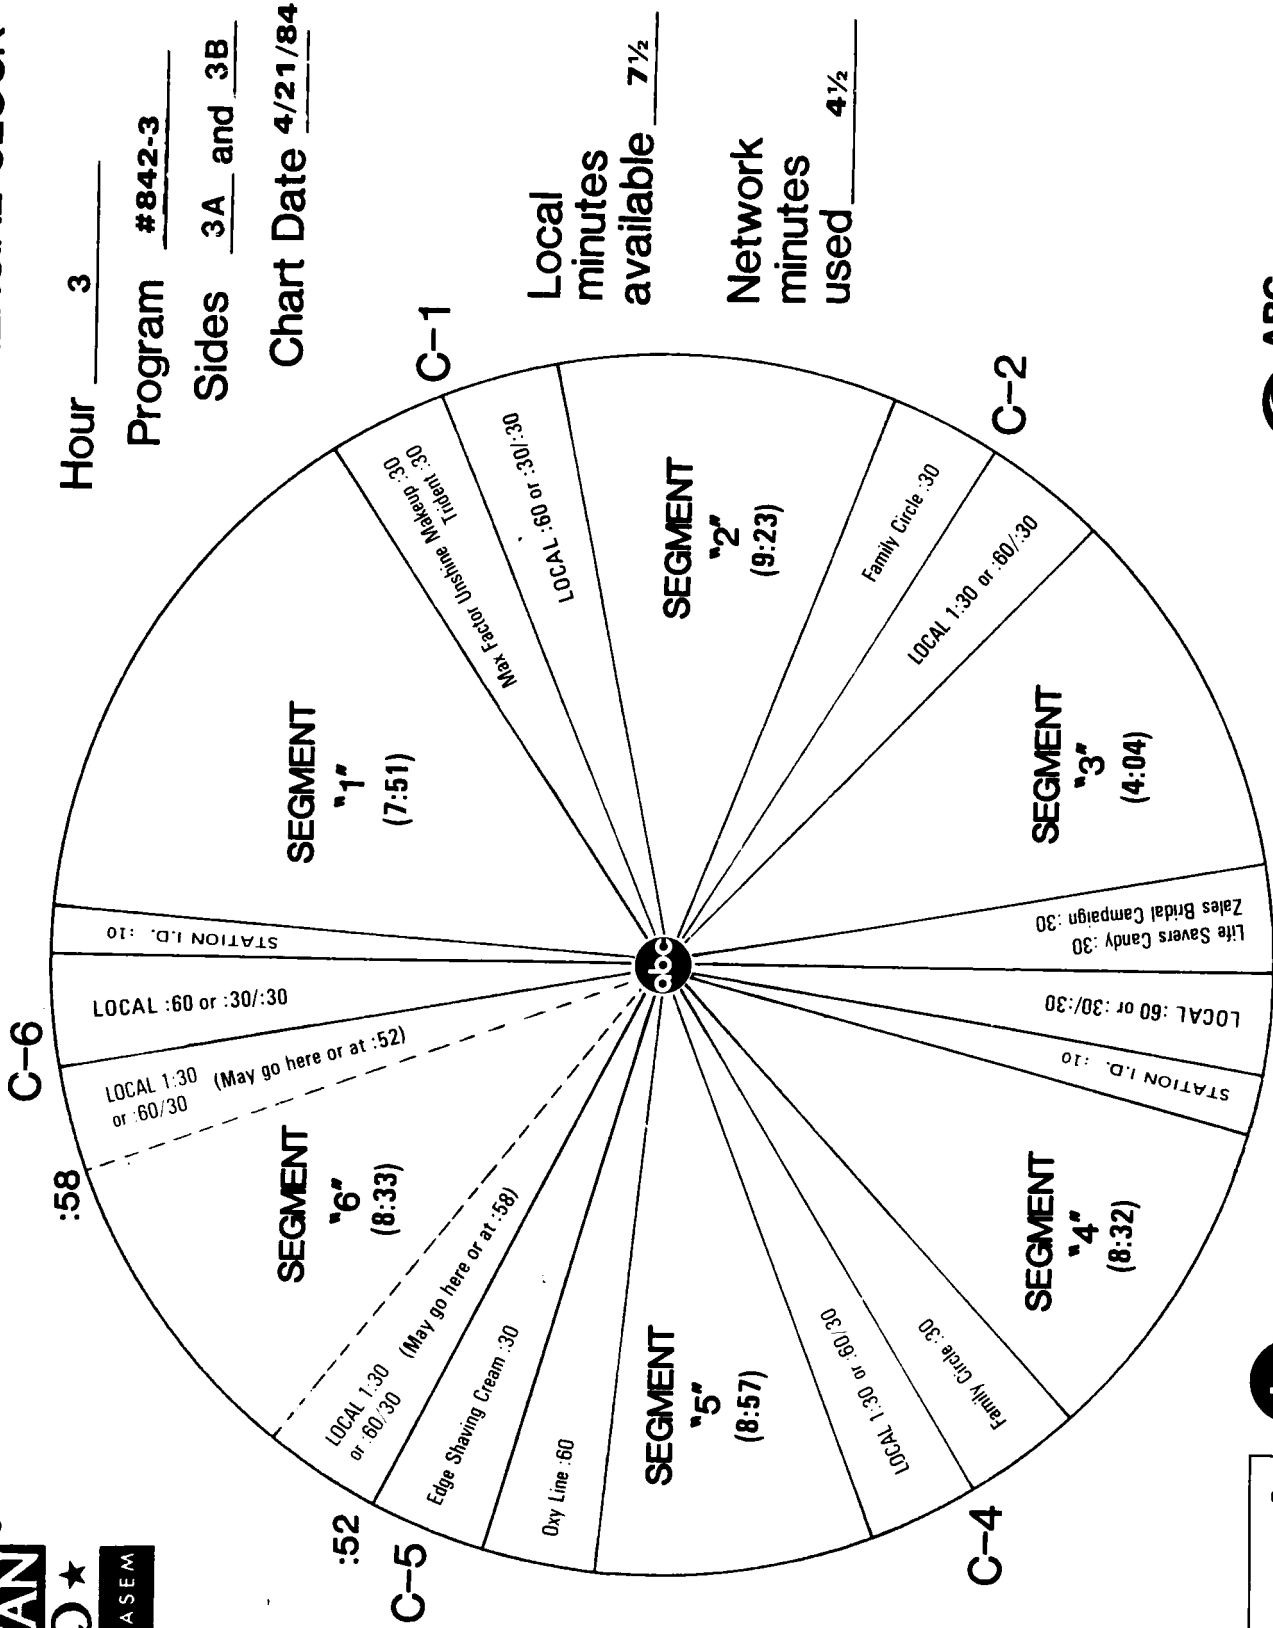 Hour 3
Program #842-3
Sides 3A and 3B
Chart Date 4/21/84
Local
minutes
available 7½
Network
minutes
used 4½
SEGMENT
"1"
(7:51)
Max Factor Unshine Makeup :30
Trident :30
C-1
LOCAL :60 or :30/:30
SEGMENT
"2"
(9:23)
Family Circle :30
C-2
LOCAL 1:30 or :60/:30
SEGMENT
"3"
(4:04)
Zales Bridal Campaign :30
Life Savers Candy :30
LOCAL :60 or :30/:30
STATION I.D. :10
SEGMENT
"4"
(8:32)
Family Circle :30
C-4
LOCAL 1:30 or :60/30
SEGMENT
"5"
(8:57)
Oxy Line :60
C-5
Edge Shaving Cream :30
:52
LOCAL 1:30
or :60/30
(May go here or at :58)
SEGMENT
"6"
(8:33)
:58
LOCAL 1:30
or :60/30
(May go here or at :52)
C-6
LOCAL :60 or :30/:30
STATION I.D. :10
abc
ASEM